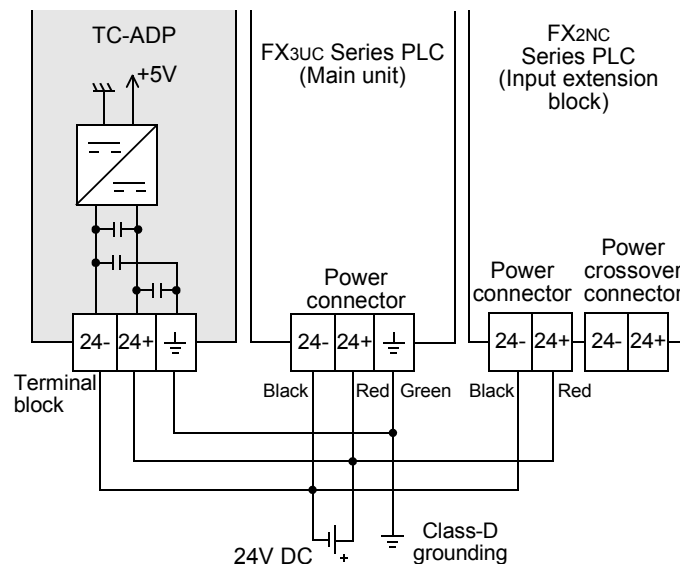 TC-ADP
+5V
FX3UC Series PLC
(Main unit)
FX2NC
Series PLC
(Input extension
block)
Power
connector
Power
connector
Power
crossover
connector
24-
24+
24-
24+
24-
24+
24-
24+
Terminal
block
Black
Red
Green
Black
Red
24V DC
+
Class-D
grounding